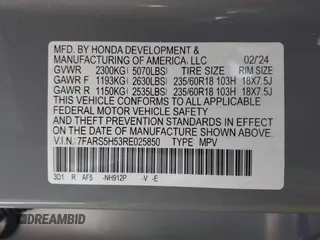 MFD. BY HONDA DEVELOPMENT &
MANUFACTURING OF AMERICA, LLC 02/24
GVWR 2300KG( 5070LBS) TIRE SIZE RIM SIZE
GAWR F 1193KG( 2630LBS) 235/60R18 103H 18X7.5J
GAWR R 1150KG( 2535LBS) 235/60R18 103H 18X7.5J
THIS VEHICLE CONFORMS TO ALL APPLICABLE
FEDERAL MOTOR VEHICLE SAFETY AND
BUMPER STANDARDS IN EFFECT ON THE DATE OF
MANUFACTURE SHOWN ABOVE.
V.I.N.: 7FARS5H53RE025850 TYPE: MPV
3D1 R AF5 -NH912P -V -E
DREAMBID